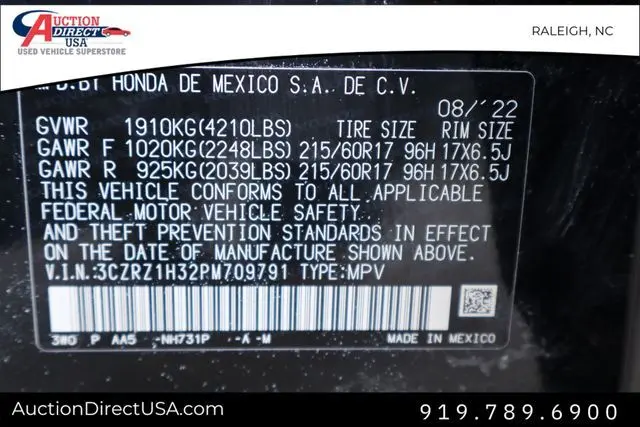 AUCTION
DIRECT
USA
USED VEHICLE SUPERSTORE
RALEIGH, NC
MFD.BY HONDA DE MEXICO S.A. DE C.V.
08/'22
GVWR 1910KG(4210LBS) TIRE SIZE RIM SIZE
GAWR F 1020KG(2248LBS) 215/60R17 96H 17X6.5J
GAWR R 925KG(2039LBS) 215/60R17 96H 17X6.5J
THIS VEHICLE CONFORMS TO ALL APPLICABLE
FEDERAL MOTOR VEHICLE SAFETY
AND THEFT PREVENTION STANDARDS IN EFFECT
ON THE DATE OF MANUFACTURE SHOWN ABOVE.
V.I.N.:3CZRZ1H32PM709791 TYPE:MPV
3W0 P AA5 -NH731P -A -M MADE IN MEXICO
AuctionDirectUSA.com 919.789.6900